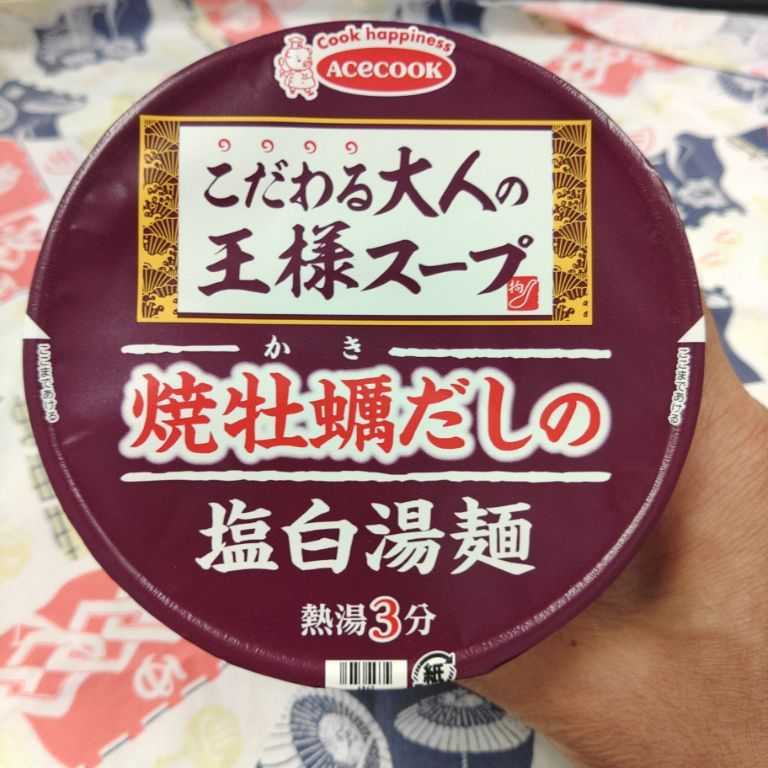 Cook happiness
ACECOOK
こだわる大人の
王様スープ
かき
焼牡蠣だしの
塩白湯麺
熱湯3分
ここまであける
ここまであける
紙